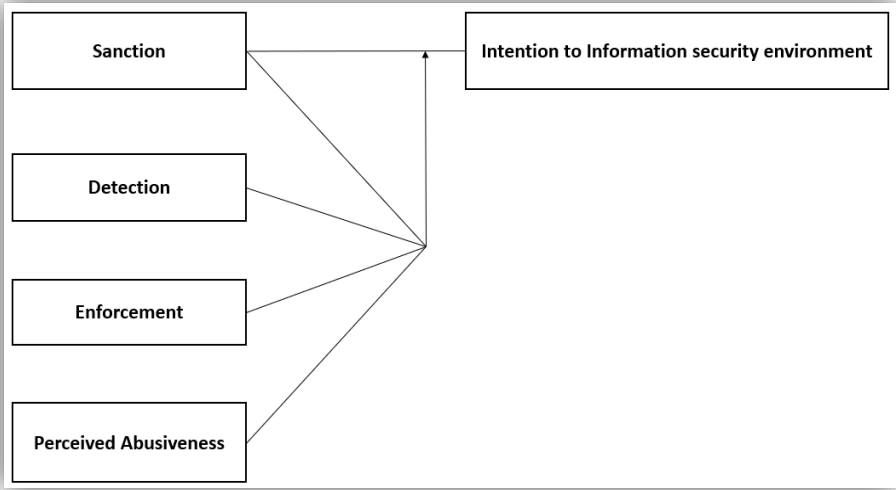 Sanction
Intention to Information security environment
Detection
Enforcement
Perceived Abusiveness